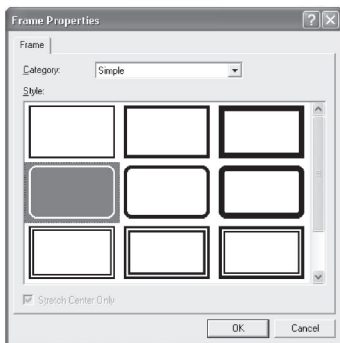 Frame Properties
Frame
Category: Simple
Style:
Stretch Center Only
OK Cancel